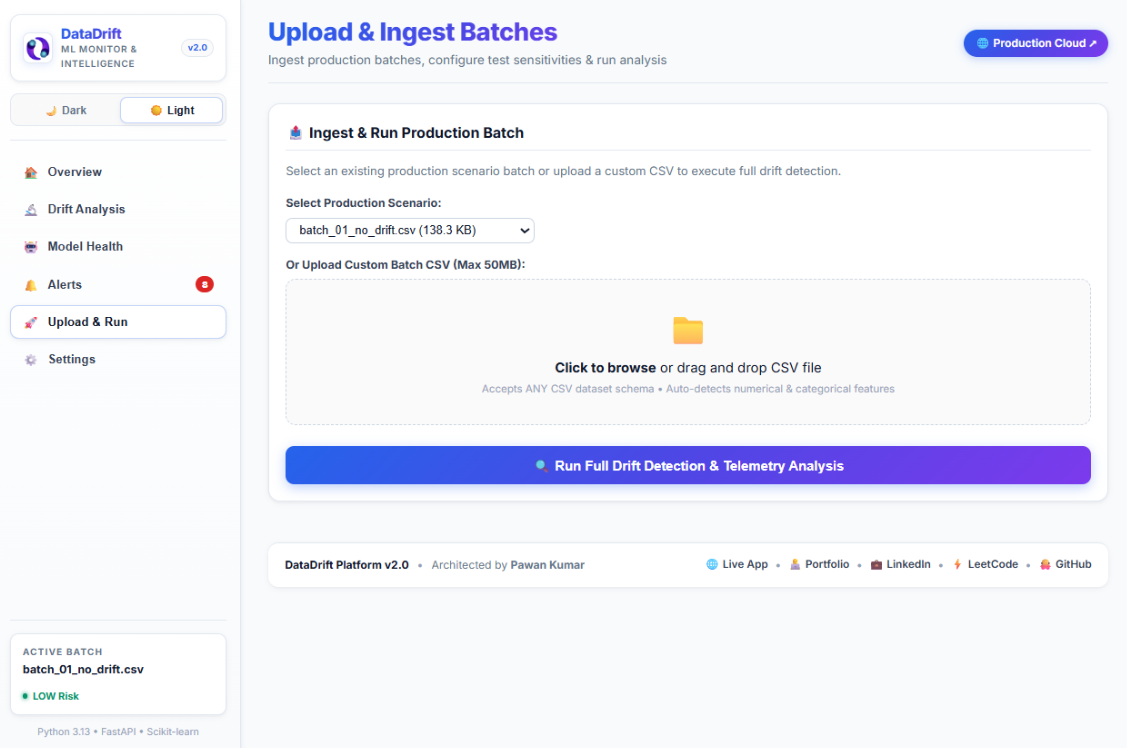 DataDrift
ML MONITOR &
INTELLIGENCE
v2.0
🌙 Dark
Light
Overview
Drift Analysis
Model Health
Alerts
8
Upload & Run
Settings
ACTIVE BATCH
batch_01_no_drift.csv
LOW Risk
Python 3.13 • FastAPI • Scikit-learn
Upload & Ingest Batches
Ingest production batches, configure test sensitivities & run analysis
🌐 Production Cloud ↗
Ingest & Run Production Batch
Select an existing production scenario batch or upload a custom CSV to execute full drift detection.
Select Production Scenario:
batch_01_no_drift.csv (138.3 KB)
Or Upload Custom Batch CSV (Max 50MB):
Click to browse or drag and drop CSV file
Accepts ANY CSV dataset schema • Auto-detects numerical & categorical features
Run Full Drift Detection & Telemetry Analysis
DataDrift Platform v2.0 • Architected by Pawan Kumar
Live App • Portfolio • LinkedIn • LeetCode • GitHub